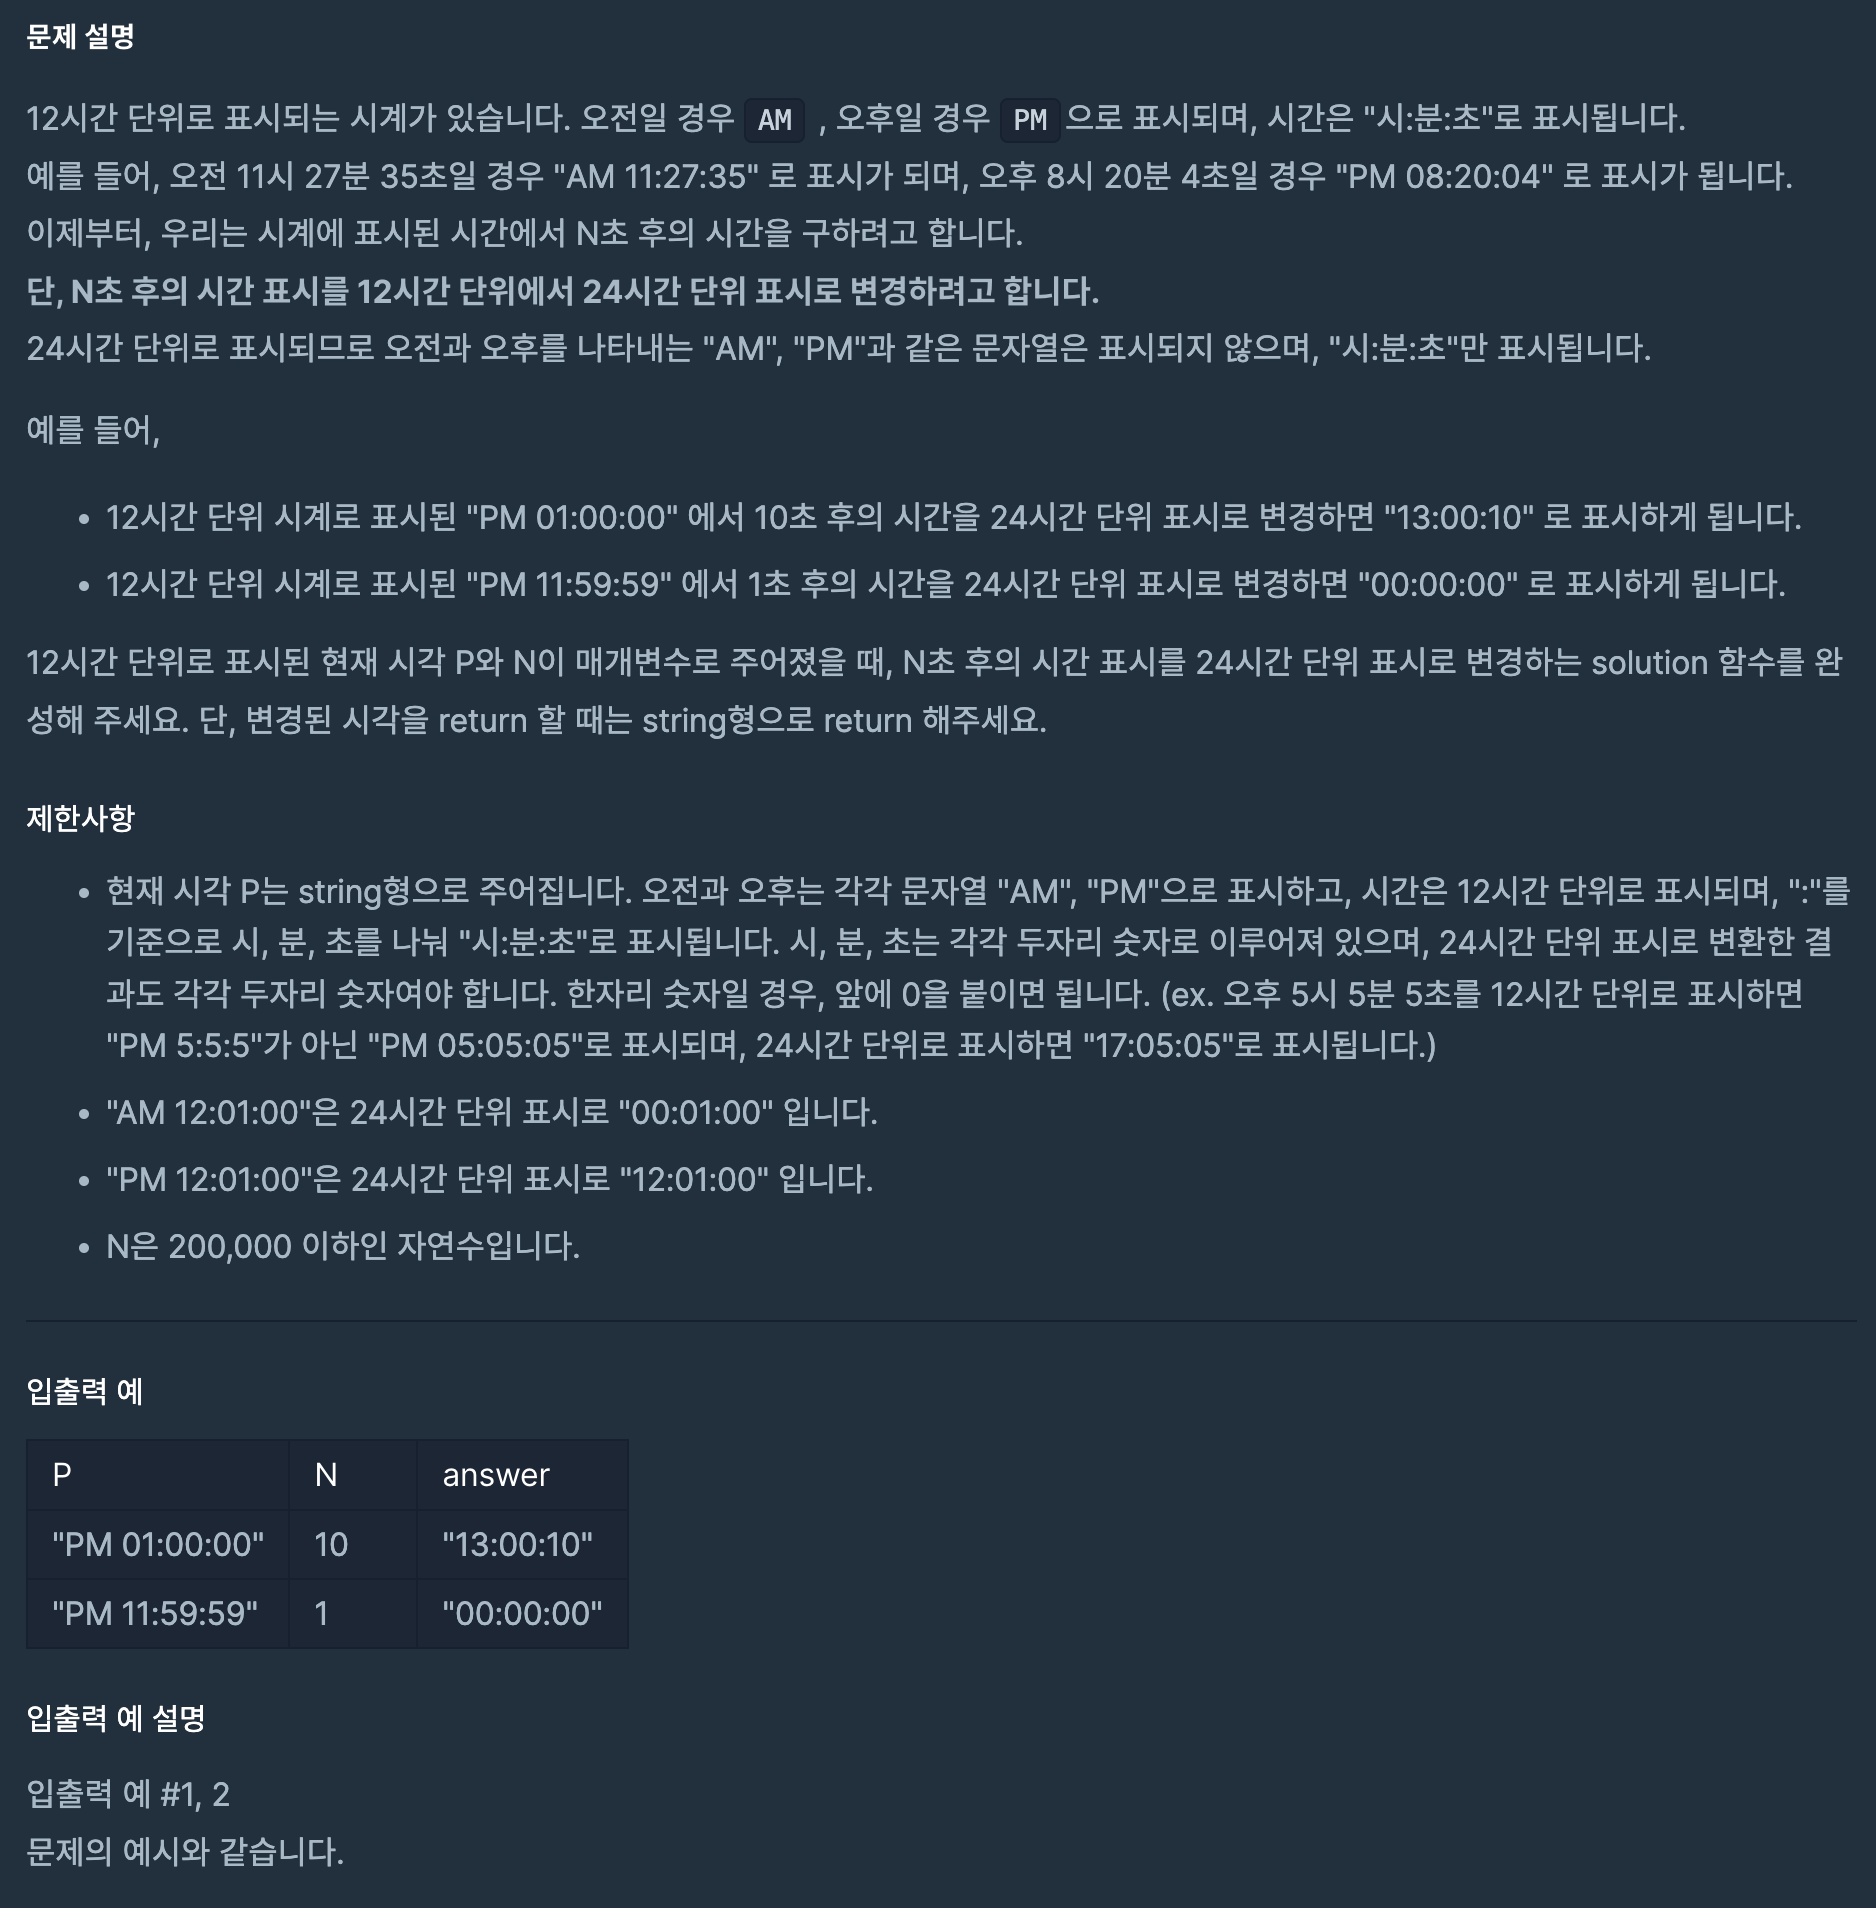 문제 설명
12시간 단위로 표시되는 시계가 있습니다. 오전일 경우 AM , 오후일 경우 PM 으로 표시되며, 시간은 "시:분:초"로 표시됩니다.
예를 들어, 오전 11시 27분 35초일 경우 "AM 11:27:35" 로 표시가 되며, 오후 8시 20분 4초일 경우 "PM 08:20:04" 로 표시가 됩니다.
이제부터, 우리는 시계에 표시된 시간에서 N초 후의 시간을 구하려고 합니다.
단, N초 후의 시간 표시를 12시간 단위에서 24시간 단위 표시로 변경하려고 합니다.
24시간 단위로 표시되므로 오전과 오후를 나타내는 "AM", "PM"과 같은 문자열은 표시되지 않으며, "시:분:초"만 표시됩니다.
예를 들어,
• 12시간 단위 시계로 표시된 "PM 01:00:00" 에서 10초 후의 시간을 24시간 단위 표시로 변경하면 "13:00:10" 로 표시하게 됩니다.
• 12시간 단위 시계로 표시된 "PM 11:59:59" 에서 1초 후의 시간을 24시간 단위 표시로 변경하면 "00:00:00" 로 표시하게 됩니다.
12시간 단위로 표시된 현재 시각 P와 N이 매개변수로 주어졌을 때, N초 후의 시간 표시를 24시간 단위 표시로 변경하는 solution 함수를 완
성해 주세요. 단, 변경된 시각을 return 할 때는 string형으로 return 해주세요.
제한사항
• 현재 시각 P는 string형으로 주어집니다. 오전과 오후는 각각 문자열 "AM", "PM"으로 표시하고, 시간은 12시간 단위로 표시되며, ":"를
기준으로 시, 분, 초를 나눠 "시:분:초"로 표시됩니다. 시, 분, 초는 각각 두자리 숫자로 이루어져 있으며, 24시간 단위 표시로 변환한 결
과도 각각 두자리 숫자여야 합니다. 한자리 숫자일 경우, 앞에 0을 붙이면 됩니다. (ex. 오후 5시 5분 5초를 12시간 단위로 표시하면
"PM 5:5:5"가 아닌 "PM 05:05:05"로 표시되며, 24시간 단위로 표시하면 "17:05:05"로 표시됩니다.)
• "AM 12:01:00"은 24시간 단위 표시로 "00:01:00" 입니다.
• "PM 12:01:00"은 24시간 단위 표시로 "12:01:00" 입니다.
• N은 200,000 이하인 자연수입니다.
입출력 예
P N answer
"PM 01:00:00" 10 "13:00:10"
"PM 11:59:59" 1 "00:00:00"
입출력 예 설명
입출력 예 #1, 2
문제의 예시와 같습니다.